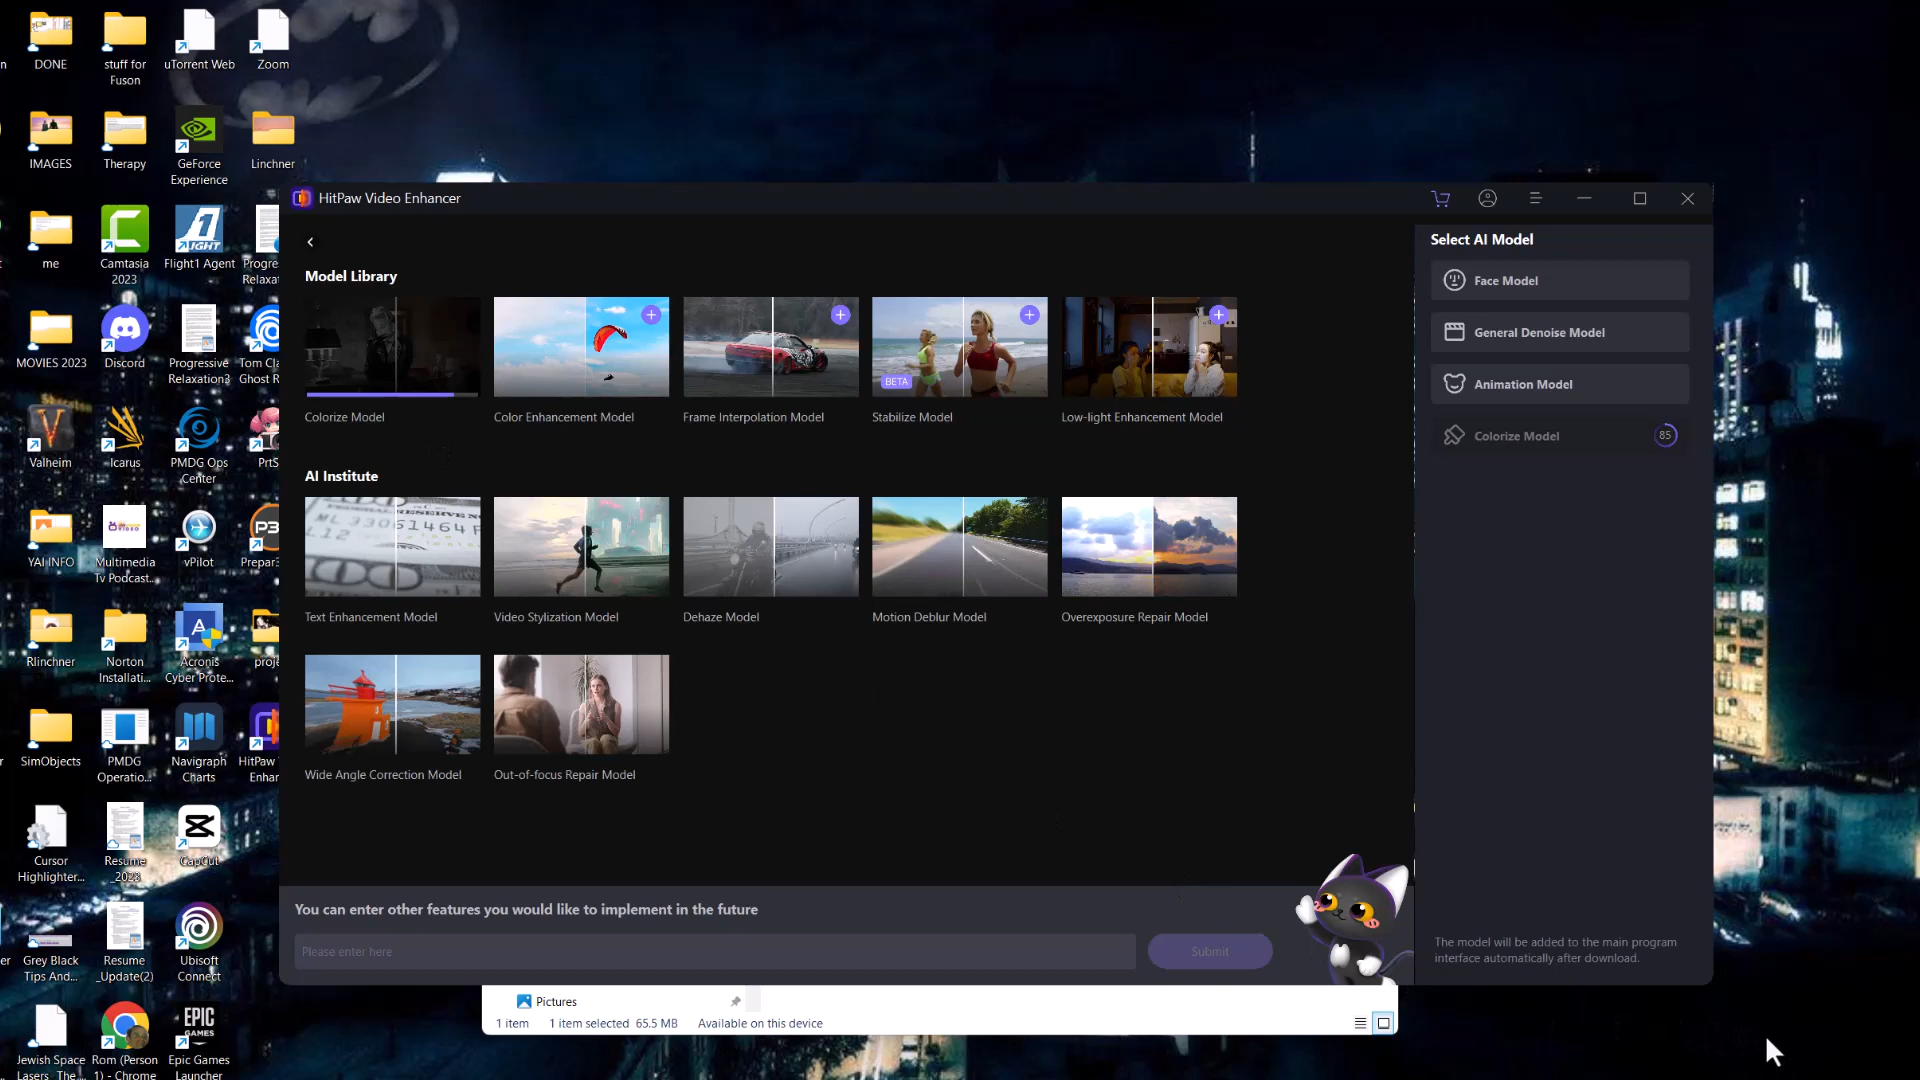 DONE
stuff for
Fuson
uTorrent Web
Zoom
IMAGES
Therapy
GeForce
Experience
Linchner
me
Camtasia
2023
Flight1 Agent
Progre
Relaxat
MOVIES 2023
Discord
Progressive
Relaxation3
Tom Cla
Ghost R
Valheim
Icarus
PMDG Ops
Center
PrtS
YAI INFO
Multimedia
Tv Podcast...
vPilot
Prepar3
Rlinchner
Norton
Installati...
Acronis
Cyber Prote...
proje
SimObjects
PMDG
Operatio...
Navigraph
Charts
HitPaw
Enhan
Cursor
Highlighter...
Resume
_2023
CapCut
Grey Black
Tips And...
Resume
_Update(2)
Ubisoft
Connect
EPIC
GAMES
Jewish Space
Lasers_ The...
Rom (Person
1) - Chrome
Epic Games
Launcher
HitPaw Video Enhancer
Model Library
BETA
Colorize Model
Color Enhancement Model
Frame Interpolation Model
Stabilize Model
Low-light Enhancement Model
AI Institute
Text Enhancement Model
Video Stylization Model
Dehaze Model
Motion Deblur Model
Overexposure Repair Model
Wide Angle Correction Model
Out-of-focus Repair Model
You can enter other features you would like to implement in the future
Please enter here
Submit
Select AI Model
Face Model
General Denoise Model
Animation Model
Colorize Model
85
The model will be added to the main program
interface automatically after download.
Pictures
1 item
1 item selected 65.5 MB
Available on this device